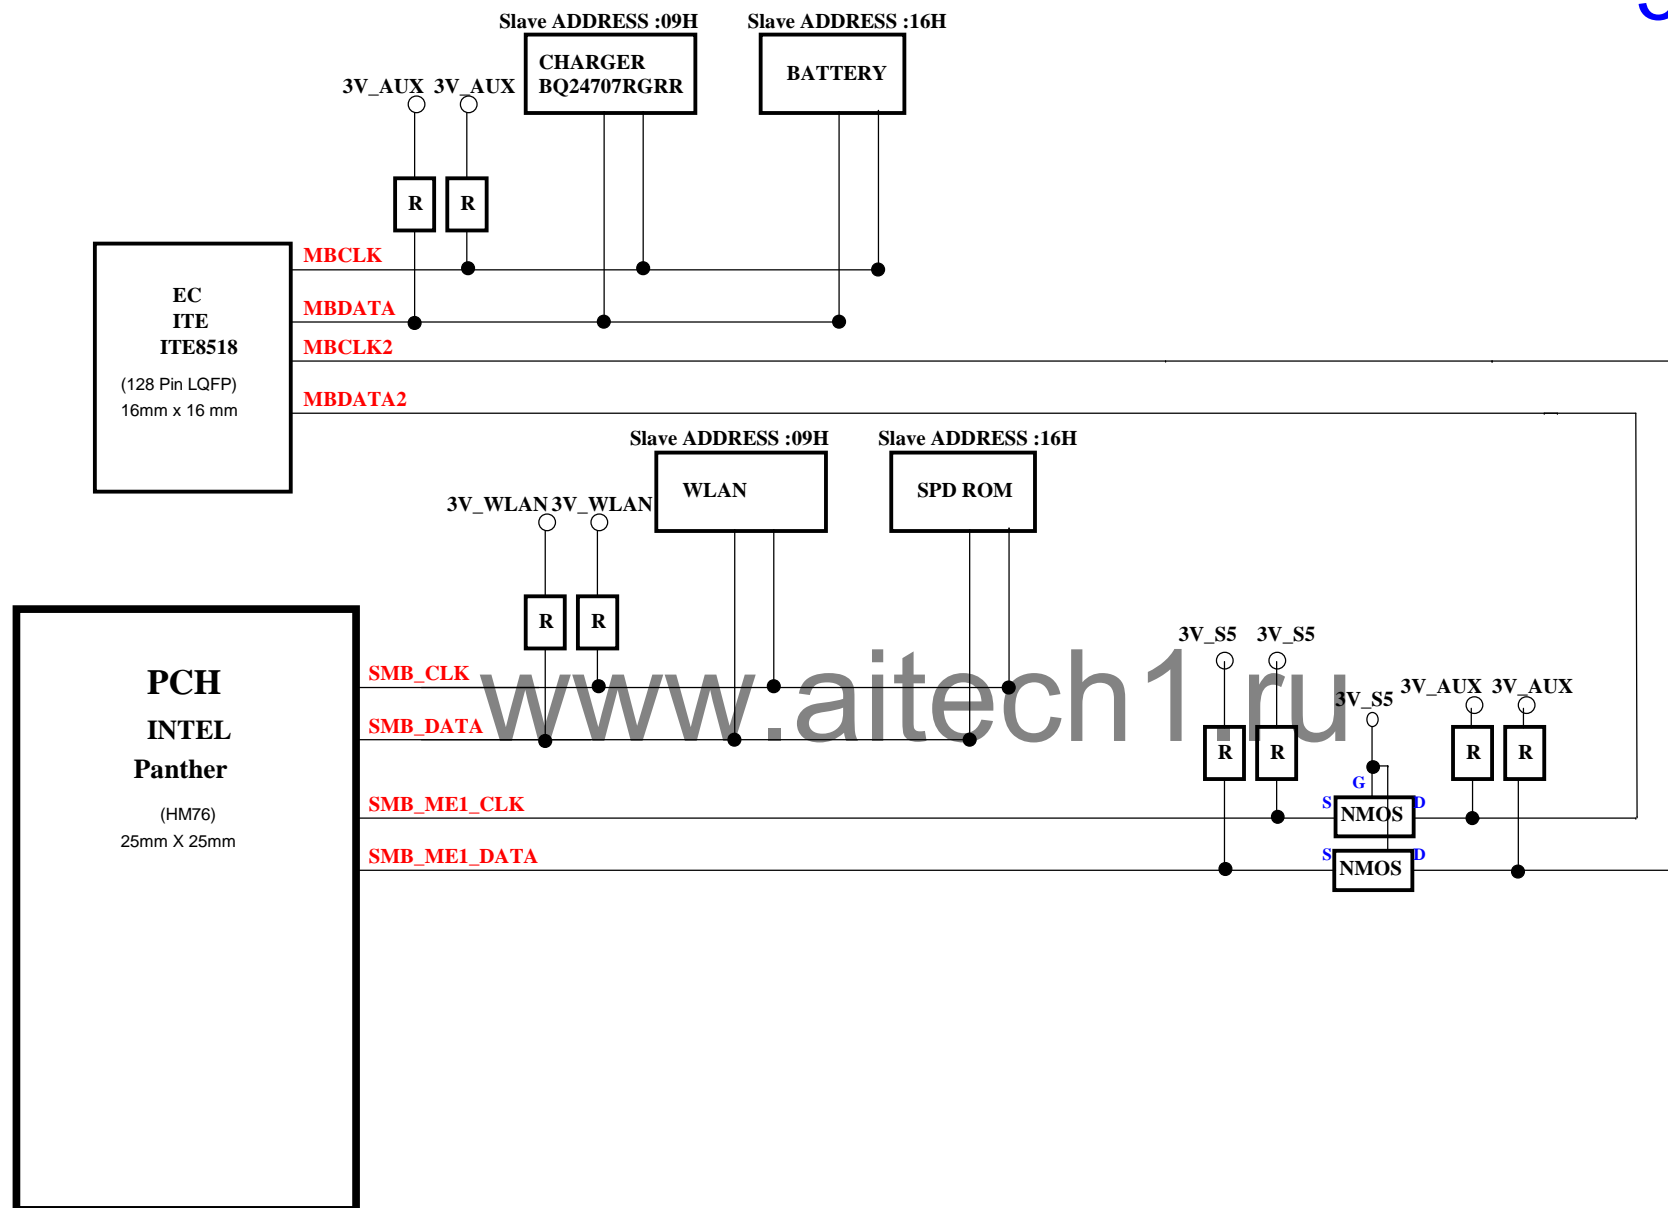 Slave ADDRESS :09H
Slave ADDRESS :16H
CHARGER
BQ24707RGRR
BATTERY
3V_AUX
3V_AUX
R
R
MBCLK
MBDATA
MBCLK2
MBDATA2
EC
ITE
ITE8518
(128 Pin LQFP)
16mm x 16 mm
Slave ADDRESS :09H
Slave ADDRESS :16H
WLAN
SPD ROM
3V_WLAN
3V_WLAN
R
R
PCH
INTEL
Panther
(HM76)
25mm X 25mm
SMB_CLK
SMB_DATA
SMB_ME1_CLK
SMB_ME1_DATA
www.aitech1.ru
3V_S5
3V_S5
3V_S5
3V_AUX
3V_AUX
R
R
R
R
G
S
NMOS
D
S
NMOS
D